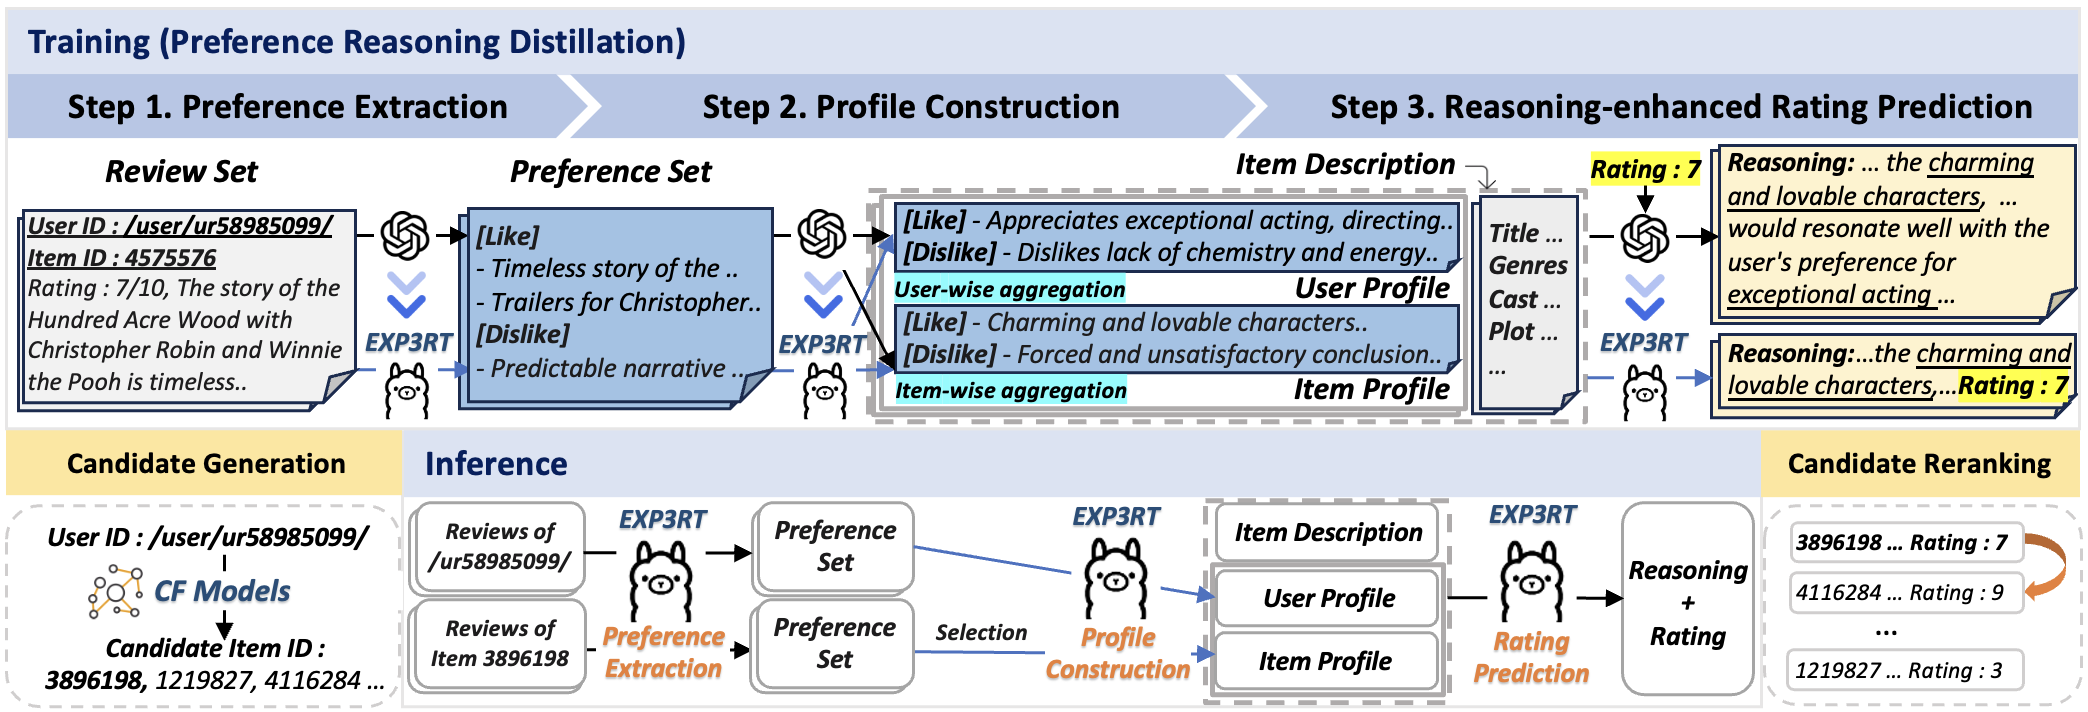 Training (Preference Reasoning Distillation)
Step 1. Preference Extraction
Step 2. Profile Construction
Step 3. Reasoning-enhanced Rating Prediction
Review Set
User ID : /user/ur58985099/
Item ID : 4575576
Rating : 7/10, The story of the
Hundred Acre Wood with
Christopher Robin and Winnie
the Pooh is timeless..
EXP3RT
Preference Set
[Like]
- Timeless story of the ..
- Trailers for Christopher..
[Dislike]
- Predictable narrative ..
EXP3RT
[Like] - Appreciates exceptional acting, directing..
[Dislike] - Dislikes lack of chemistry and energy..
User-wise aggregation
User Profile
[Like] - Charming and lovable characters..
[Dislike] - Forced and unsatisfactory conclusion..
Item-wise aggregation
Item Profile
Item Description
Title ...
Genres
Cast ...
Plot ...
...
Rating : 7
EXP3RT
Reasoning: ... the charming
and lovable characters, ...
would resonate well with the
user's preference for
exceptional acting ...
Reasoning:...the charming and
lovable characters,...Rating : 7
Candidate Generation
User ID : /user/ur58985099/
CF Models
Candidate Item ID :
3896198, 1219827, 4116284 ...
Inference
Reviews of
/ur58985099/
Reviews of
Item 3896198
EXP3RT
Preference
Extraction
Preference
Set
Preference
Set
Selection
EXP3RT
Profile
Construction
Item Description
User Profile
Item Profile
EXP3RT
Rating
Prediction
Reasoning
+
Rating
Candidate Reranking
3896198 ... Rating : 7
4116284 ... Rating : 9
...
1219827 ... Rating : 3